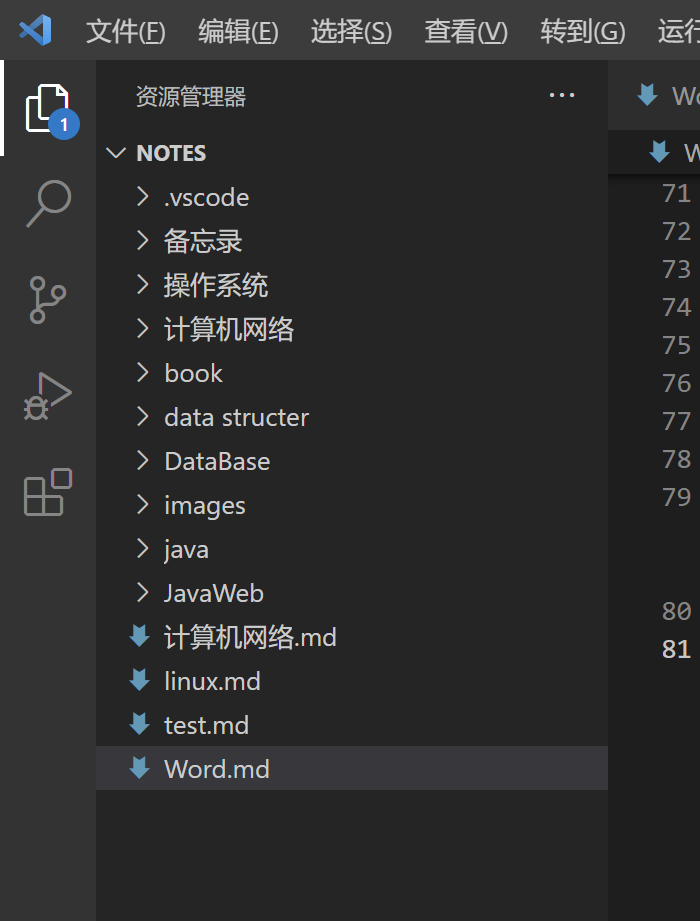 文件(F) 编辑(E) 选择(S) 查看(V) 转到(G) 运行
资源管理器 ···
1
NOTES
.vscode
备忘录
操作系统
计算机网络
book
data structer
DataBase
images
java
JavaWeb
计算机网络.md
linux.md
test.md
Word.md
Wo
W
71
72
73
74
75
76
77
78
79
80
81